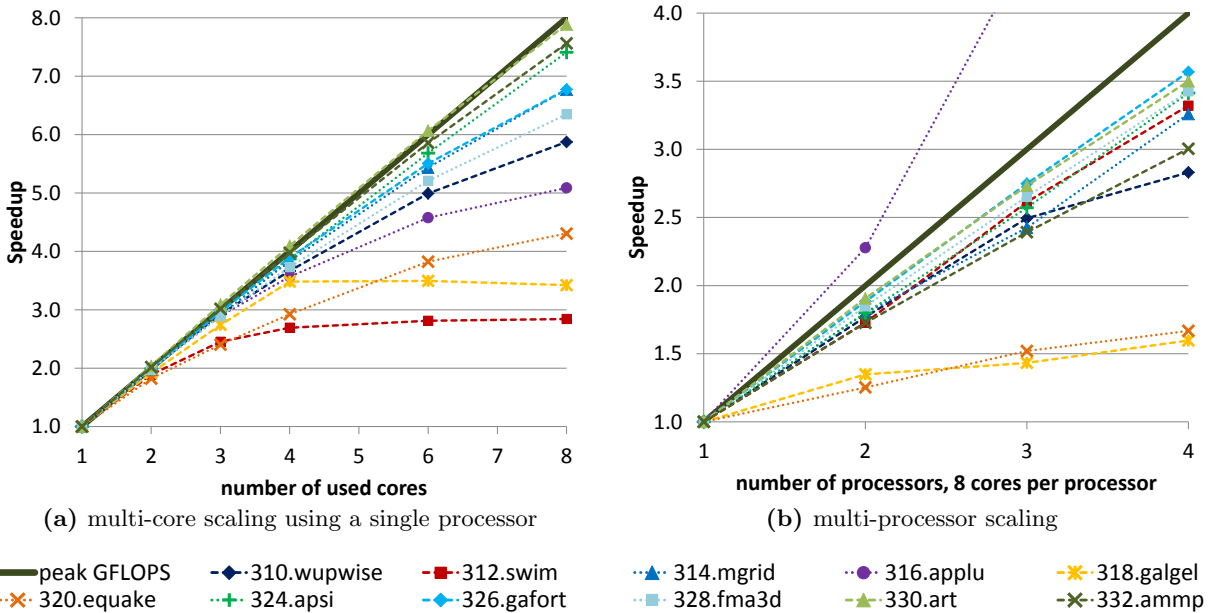 8.0
7.0
6.0
5.0
4.0
3.0
2.0
1.0
Speedup
1 2 3 4 5 6 7 8
number of used cores
(a) multi-core scaling using a single processor
4.0
3.5
3.0
2.5
2.0
1.5
1.0
Speedup
1 2 3 4
number of processors, 8 cores per processor
(b) multi-processor scaling
peak GFLOPS 310.wupwise 312.swim 314.mgrid 316.applu 318.galgel
320.equake 324.apsi 326.gafort 328.fma3d 330.art 332.ammp